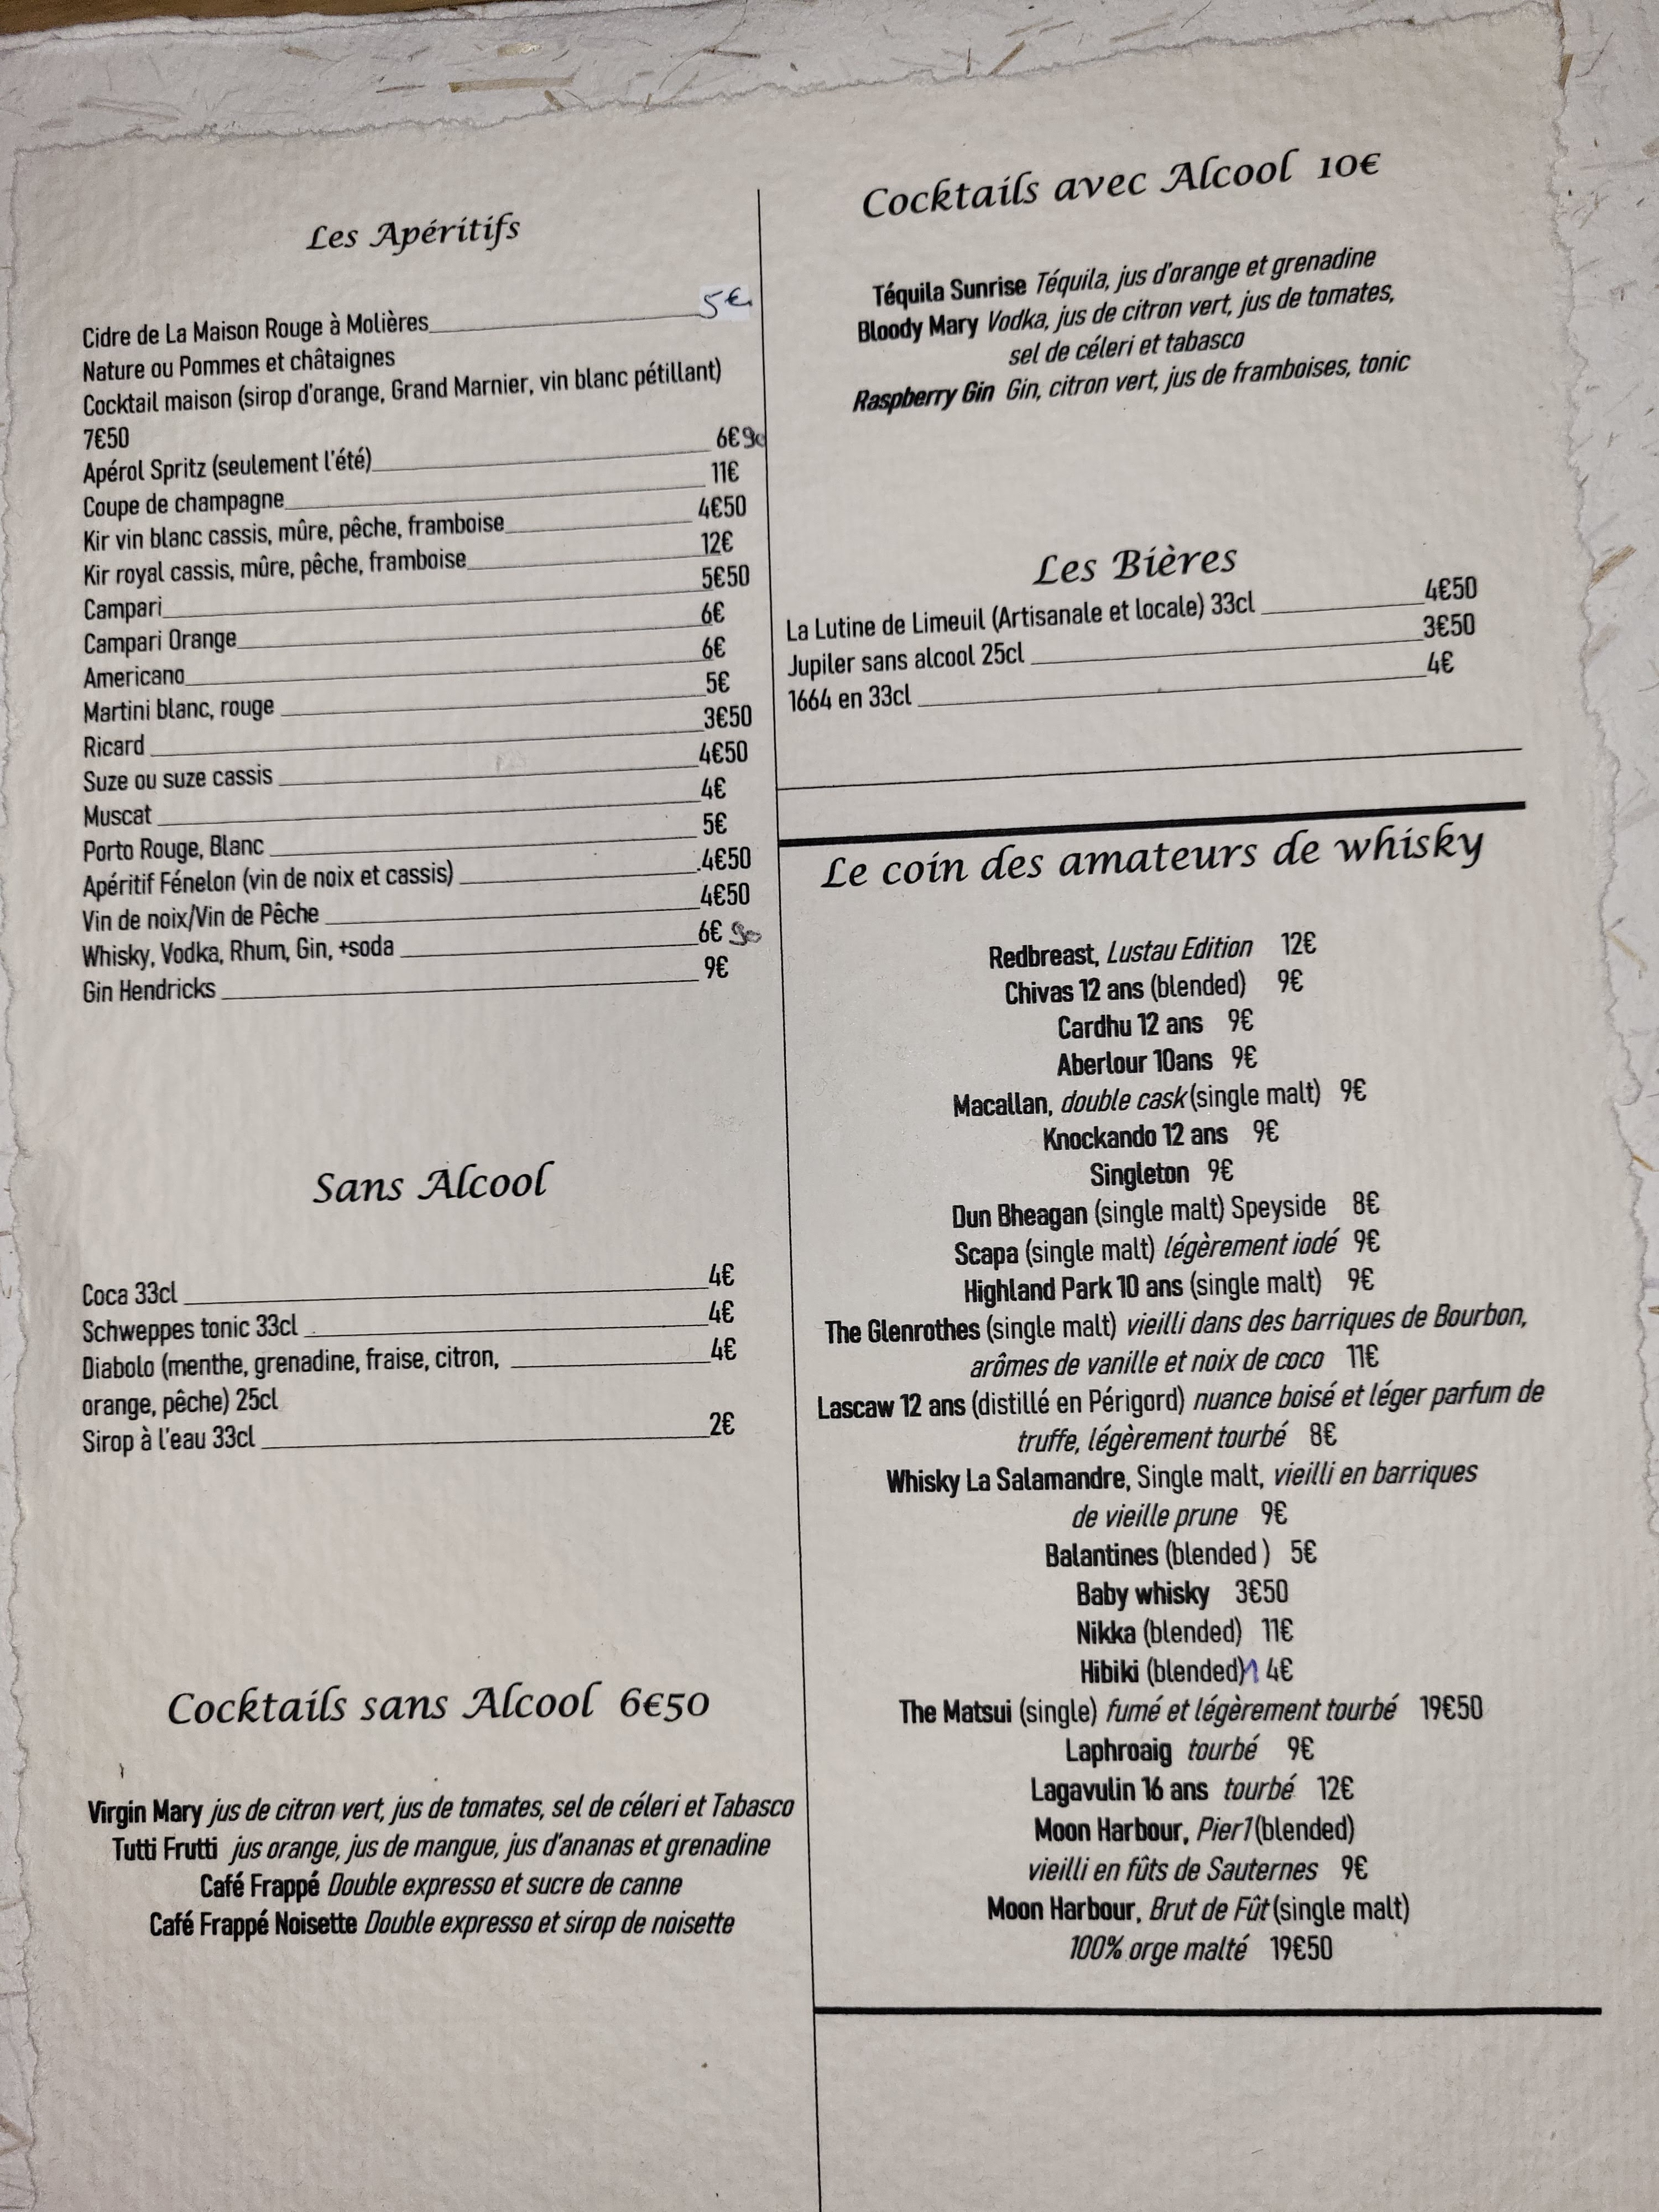 Les Apéritifs
Cidre de La Maison Rouge à Molières 5€
Nature ou Pommes et châtaignes
Cocktail maison (sirop d'orange, Grand Marnier, vin blanc pétillant)
7€50
Apérol Spritz (seulement l'été) 6€90
Coupe de champagne 11€
Kir vin blanc cassis, mûre, pêche, framboise 4€50
Kir royal cassis, mûre, pêche, framboise 12€
Campari 5€50
Campari Orange 6€
Americano 6€
Martini blanc, rouge 5€
Ricard 3€50
Suze ou suze cassis 4€50
Muscat 4€
Porto Rouge, Blanc 5€
Apéritif Fénelon (vin de noix et cassis) 4€50
Vin de noix/Vin de Pêche 4€50
Whisky, Vodka, Rhum, Gin, +soda 6€ 90
Gin Hendricks 9€
Sans Alcool
Coca 33cl 4€
Schweppes tonic 33cl 4€
Diabolo (menthe, grenadine, fraise, citron, 4€
orange, pêche) 25cl
Sirop à l'eau 33cl 2€
Cocktails sans Alcool 6€50
Virgin Mary jus de citron vert, jus de tomates, sel de céleri et Tabasco
Tutti Frutti jus orange, jus de mangue, jus d'ananas et grenadine
Café Frappé Double expresso et sucre de canne
Café Frappé Noisette Double expresso et sirop de noisette
Cocktails avec Alcool 10€
Téquila Sunrise Téquila, jus d'orange et grenadine
Bloody Mary Vodka, jus de citron vert, jus de tomates,
sel de céleri et tabasco
Raspberry Gin Gin, citron vert, jus de framboises, tonic
Les Bières
La Lutine de Limeuil (Artisanale et locale) 33cl 4€50
Jupiler sans alcool 25cl 3€50
1664 en 33cl 4€
Le coin des amateurs de whisky
Redbreast, Lustau Edition 12€
Chivas 12 ans (blended) 9€
Cardhu 12 ans 9€
Aberlour 10ans 9€
Macallan, double cask (single malt) 9€
Knockando 12 ans 9€
Singleton 9€
Dun Bheagan (single malt) Speyside 8€
Scapa (single malt) légèrement iodé 9€
Highland Park 10 ans (single malt) 9€
The Glenrothes (single malt) vieilli dans des barriques de Bourbon,
arômes de vanille et noix de coco 11€
Lascaw 12 ans (distillé en Périgord) nuance boisé et léger parfum de
truffe, légèrement tourbé 8€
Whisky La Salamandre, Single malt, vieilli en barriques
de vieille prune 9€
Balantines (blended ) 5€
Baby whisky 3€50
Nikka (blended) 11€
Hibiki (blended) 14€
The Matsui (single) fumé et légèrement tourbé 19€50
Laphroaig tourbé 9€
Lagavulin 16 ans tourbé 12€
Moon Harbour, Pier1 (blended)
vieilli en fûts de Sauternes 9€
Moon Harbour, Brut de Fût (single malt)
100% orge malté 19€50